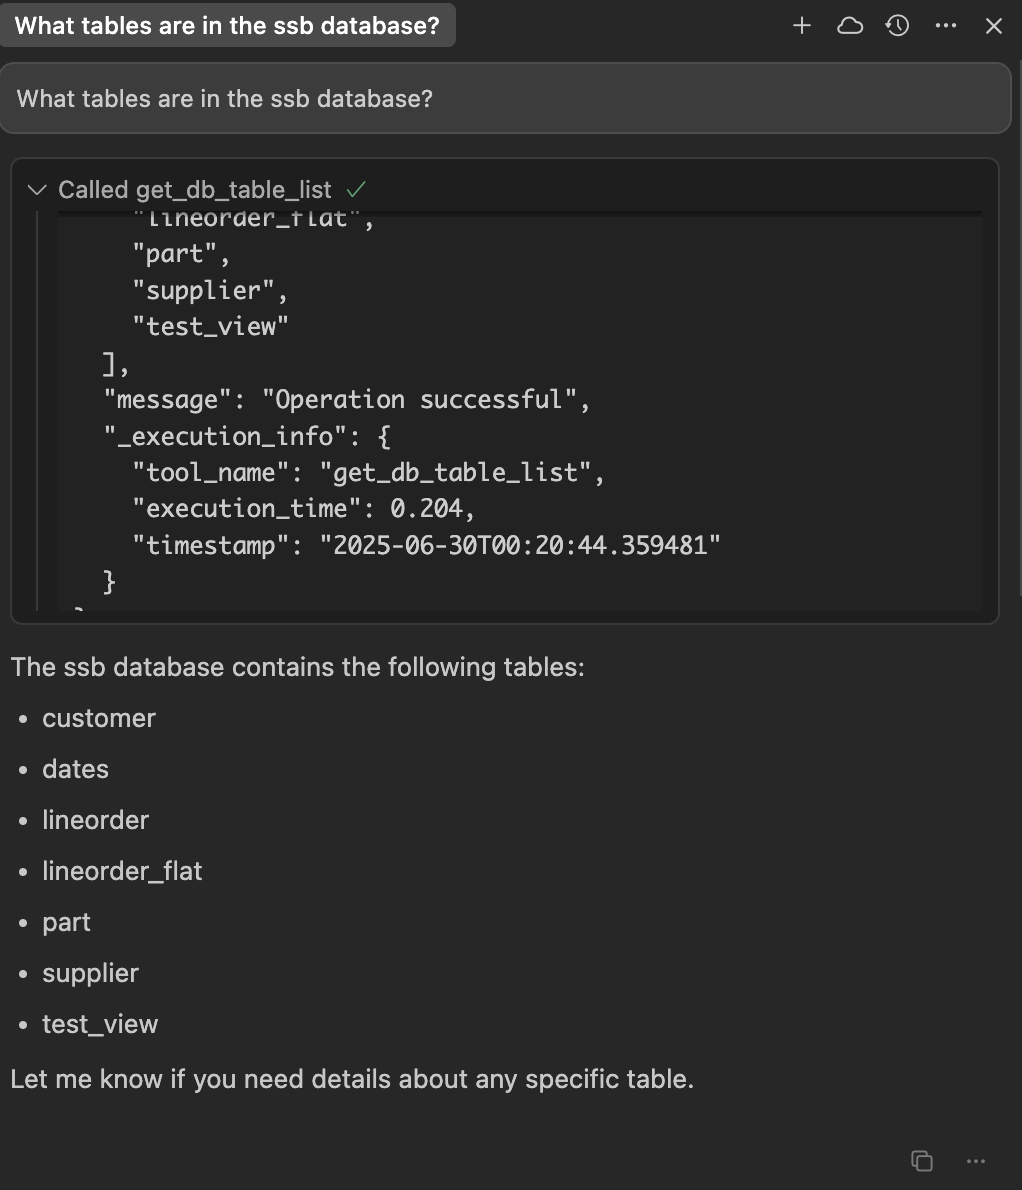 What tables are in the ssb database?
What tables are in the ssb database?
Called get_db_table_list
"lineorder_flat",
"part",
"supplier",
"test_view"
],
"message": "Operation successful",
"_execution_info": {
"tool_name": "get_db_table_list",
"execution_time": 0.204,
"timestamp": "2025-06-30T00:20:44.359481"
}
The ssb database contains the following tables:
• customer
• dates
• lineorder
• lineorder_flat
• part
• supplier
• test_view
Let me know if you need details about any specific table.